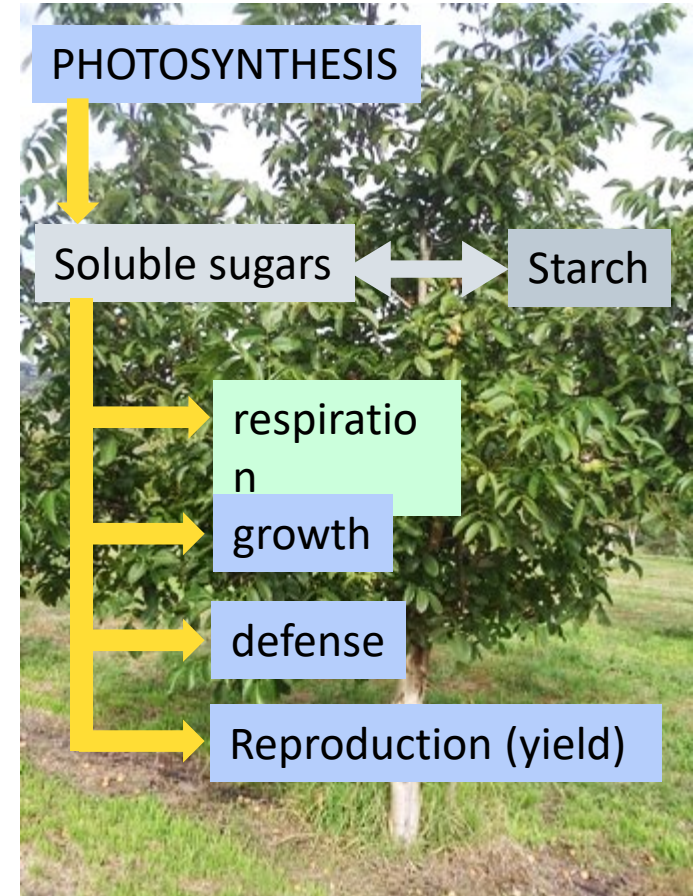 PHOTOSYNTHESIS
Soluble sugars
Starch
respiratio
n
growth
defense
Reproduction (yield)